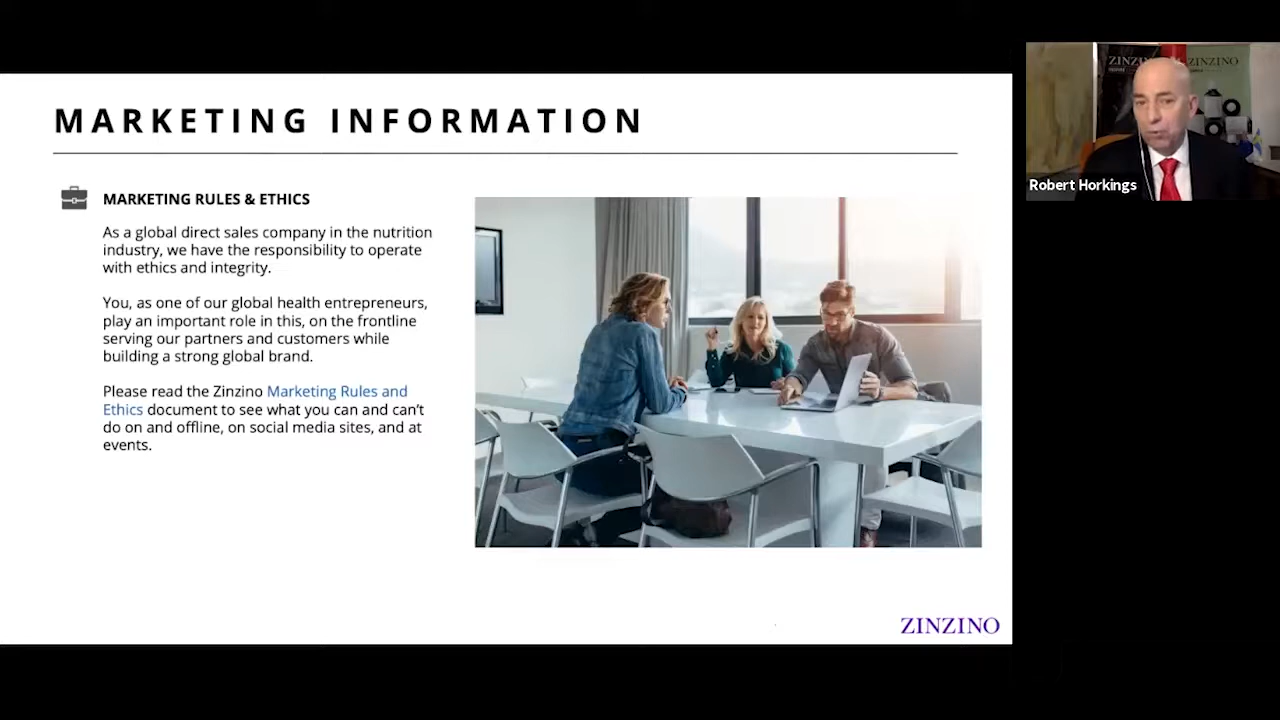 MARKETING INFORMATION
MARKETING RULES & ETHICS
As a global direct sales company in the nutrition
industry, we have the responsibility to operate
with ethics and integrity.
You, as one of our global health entrepreneurs,
play an important role in this, on the frontline
serving our partners and customers while
building a strong global brand.
Please read the Zinzino Marketing Rules and
Ethics document to see what you can and can’t
do on and offline, on social media sites, and at
events.
ZINZINO
ZINZINO
Robert Horkings